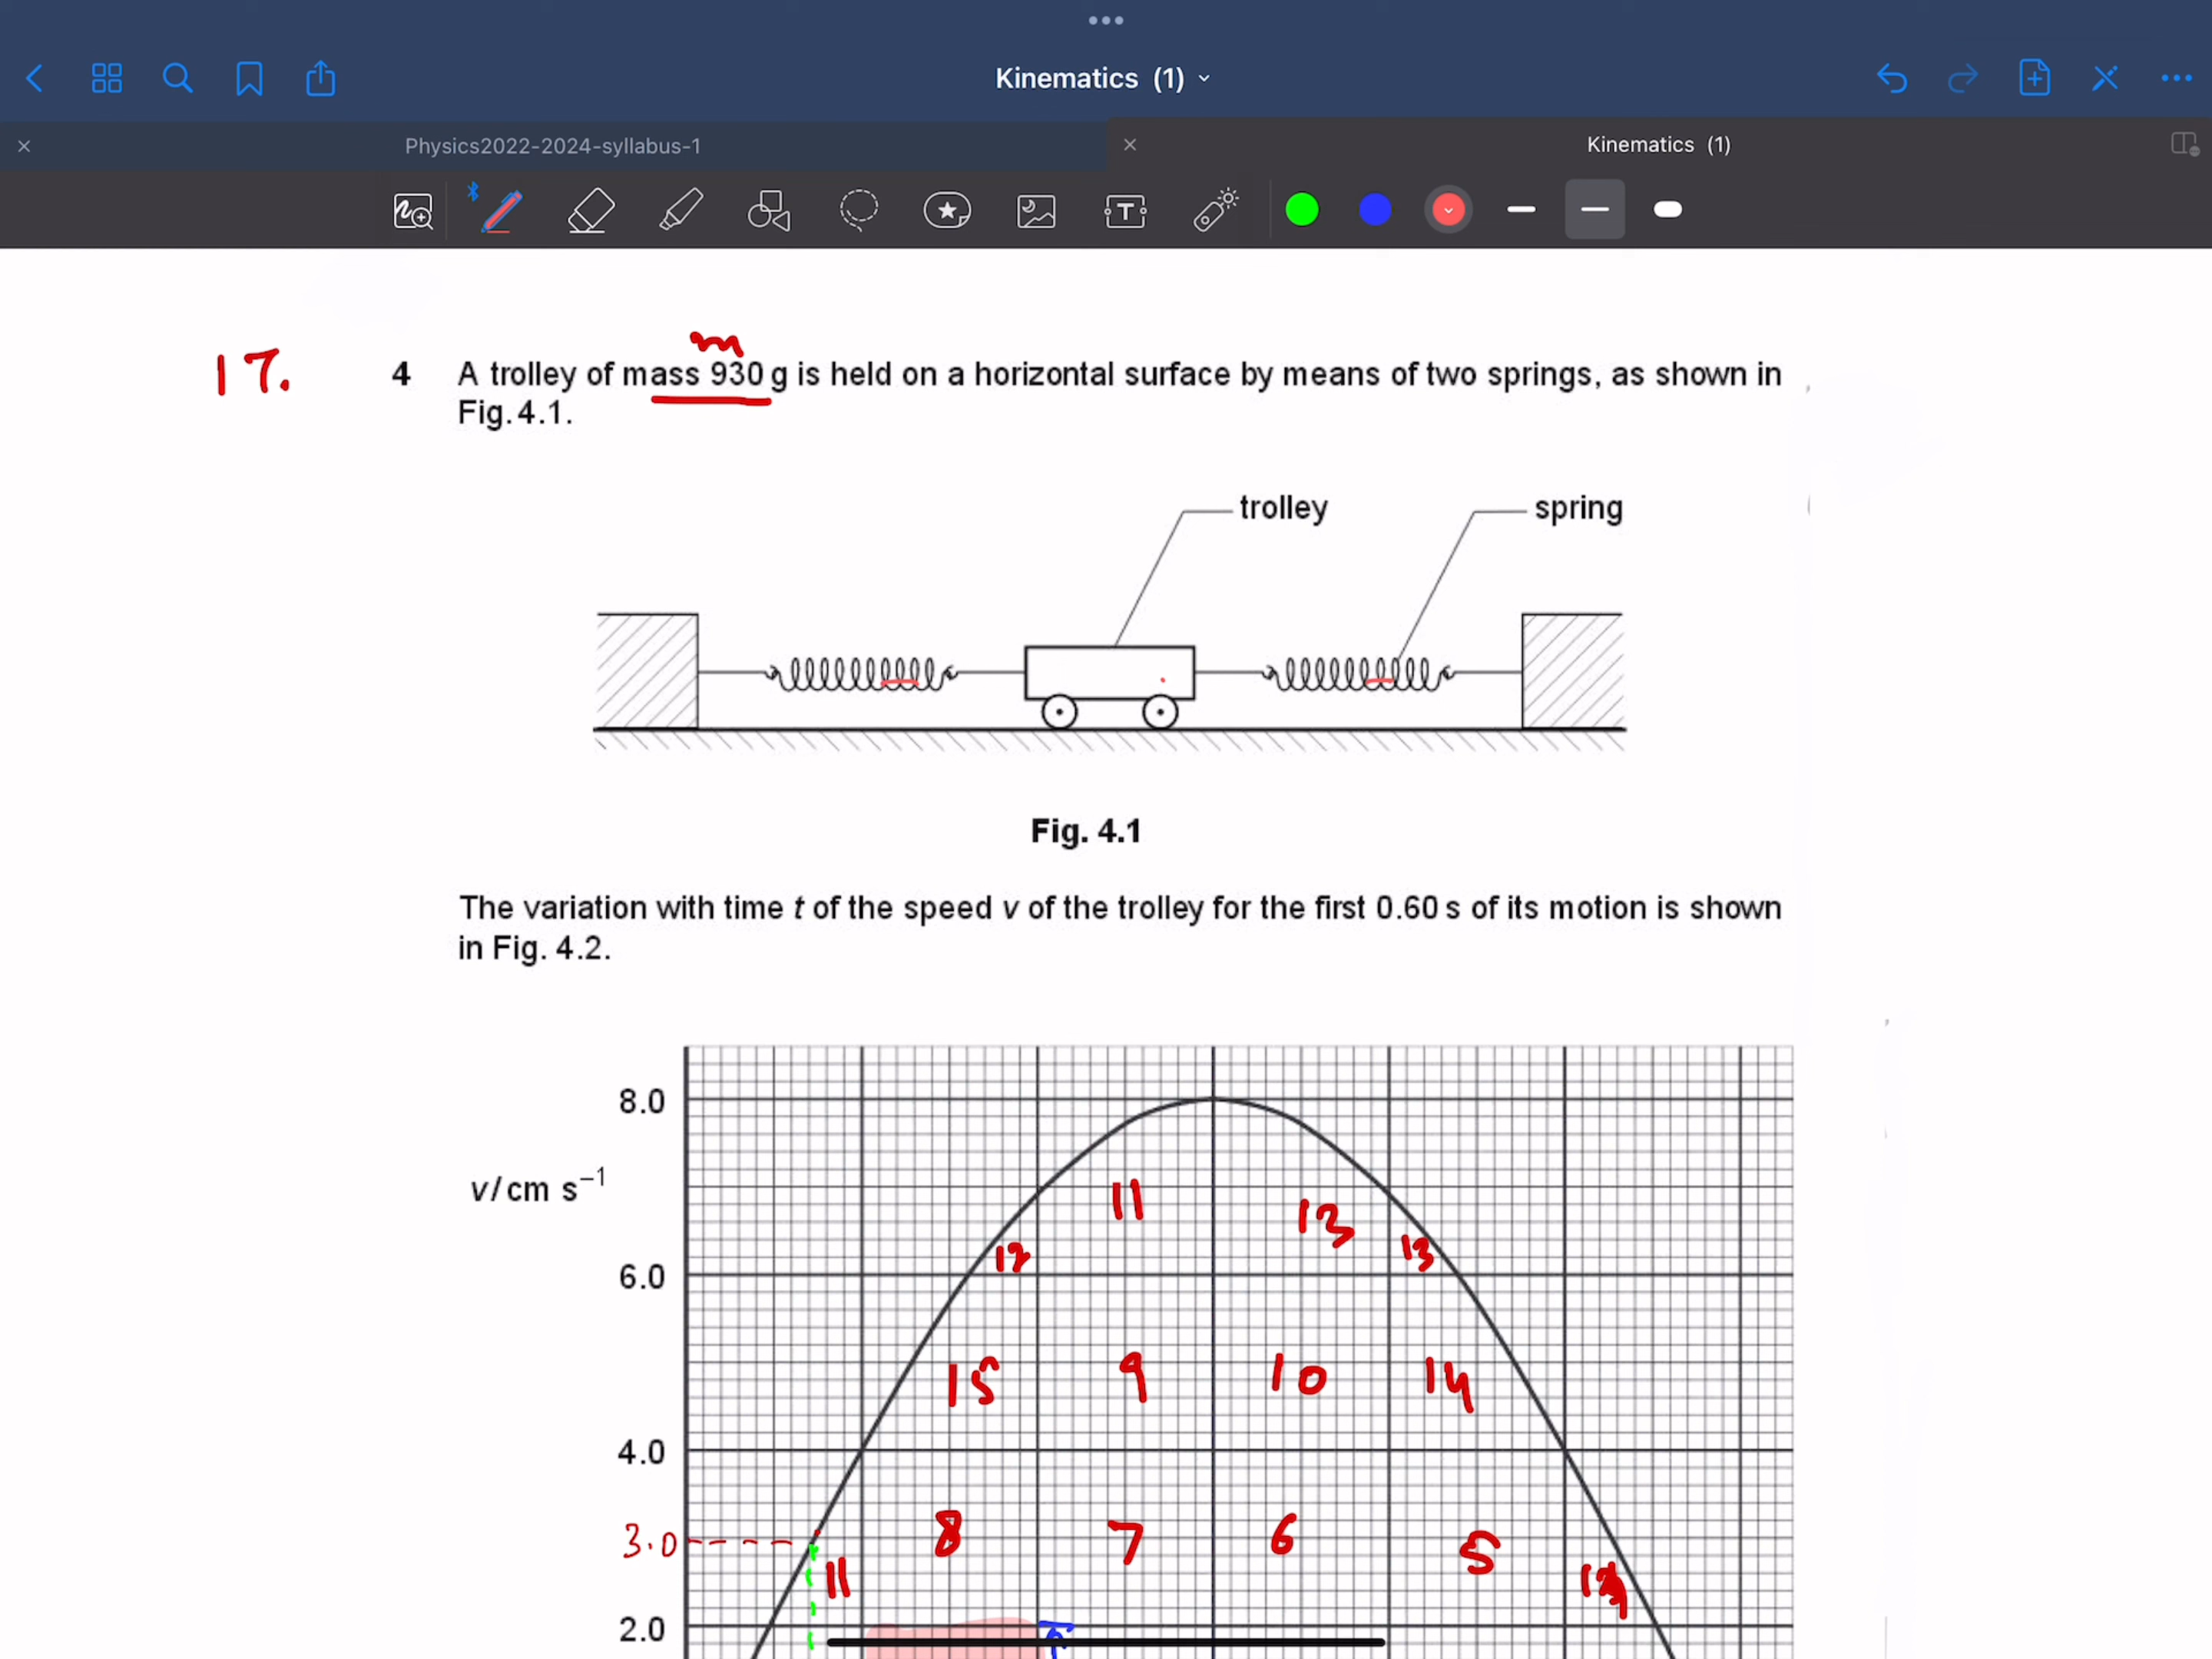 Kinematics (1)
Physics2022-2024-syllabus-1
Kinematics (1)
17.
m
4 A trolley of mass 930 g is held on a horizontal surface by means of two springs, as shown in
Fig. 4.1.
trolley
spring
Fig. 4.1
The variation with time t of the speed v of the trolley for the first 0.60 s of its motion is shown
in Fig. 4.2.
8.0
v/cm s⁻¹
11
13
12
13
6.0
15
9
10
14
4.0
3.0
8
7
6
5
11
2.0